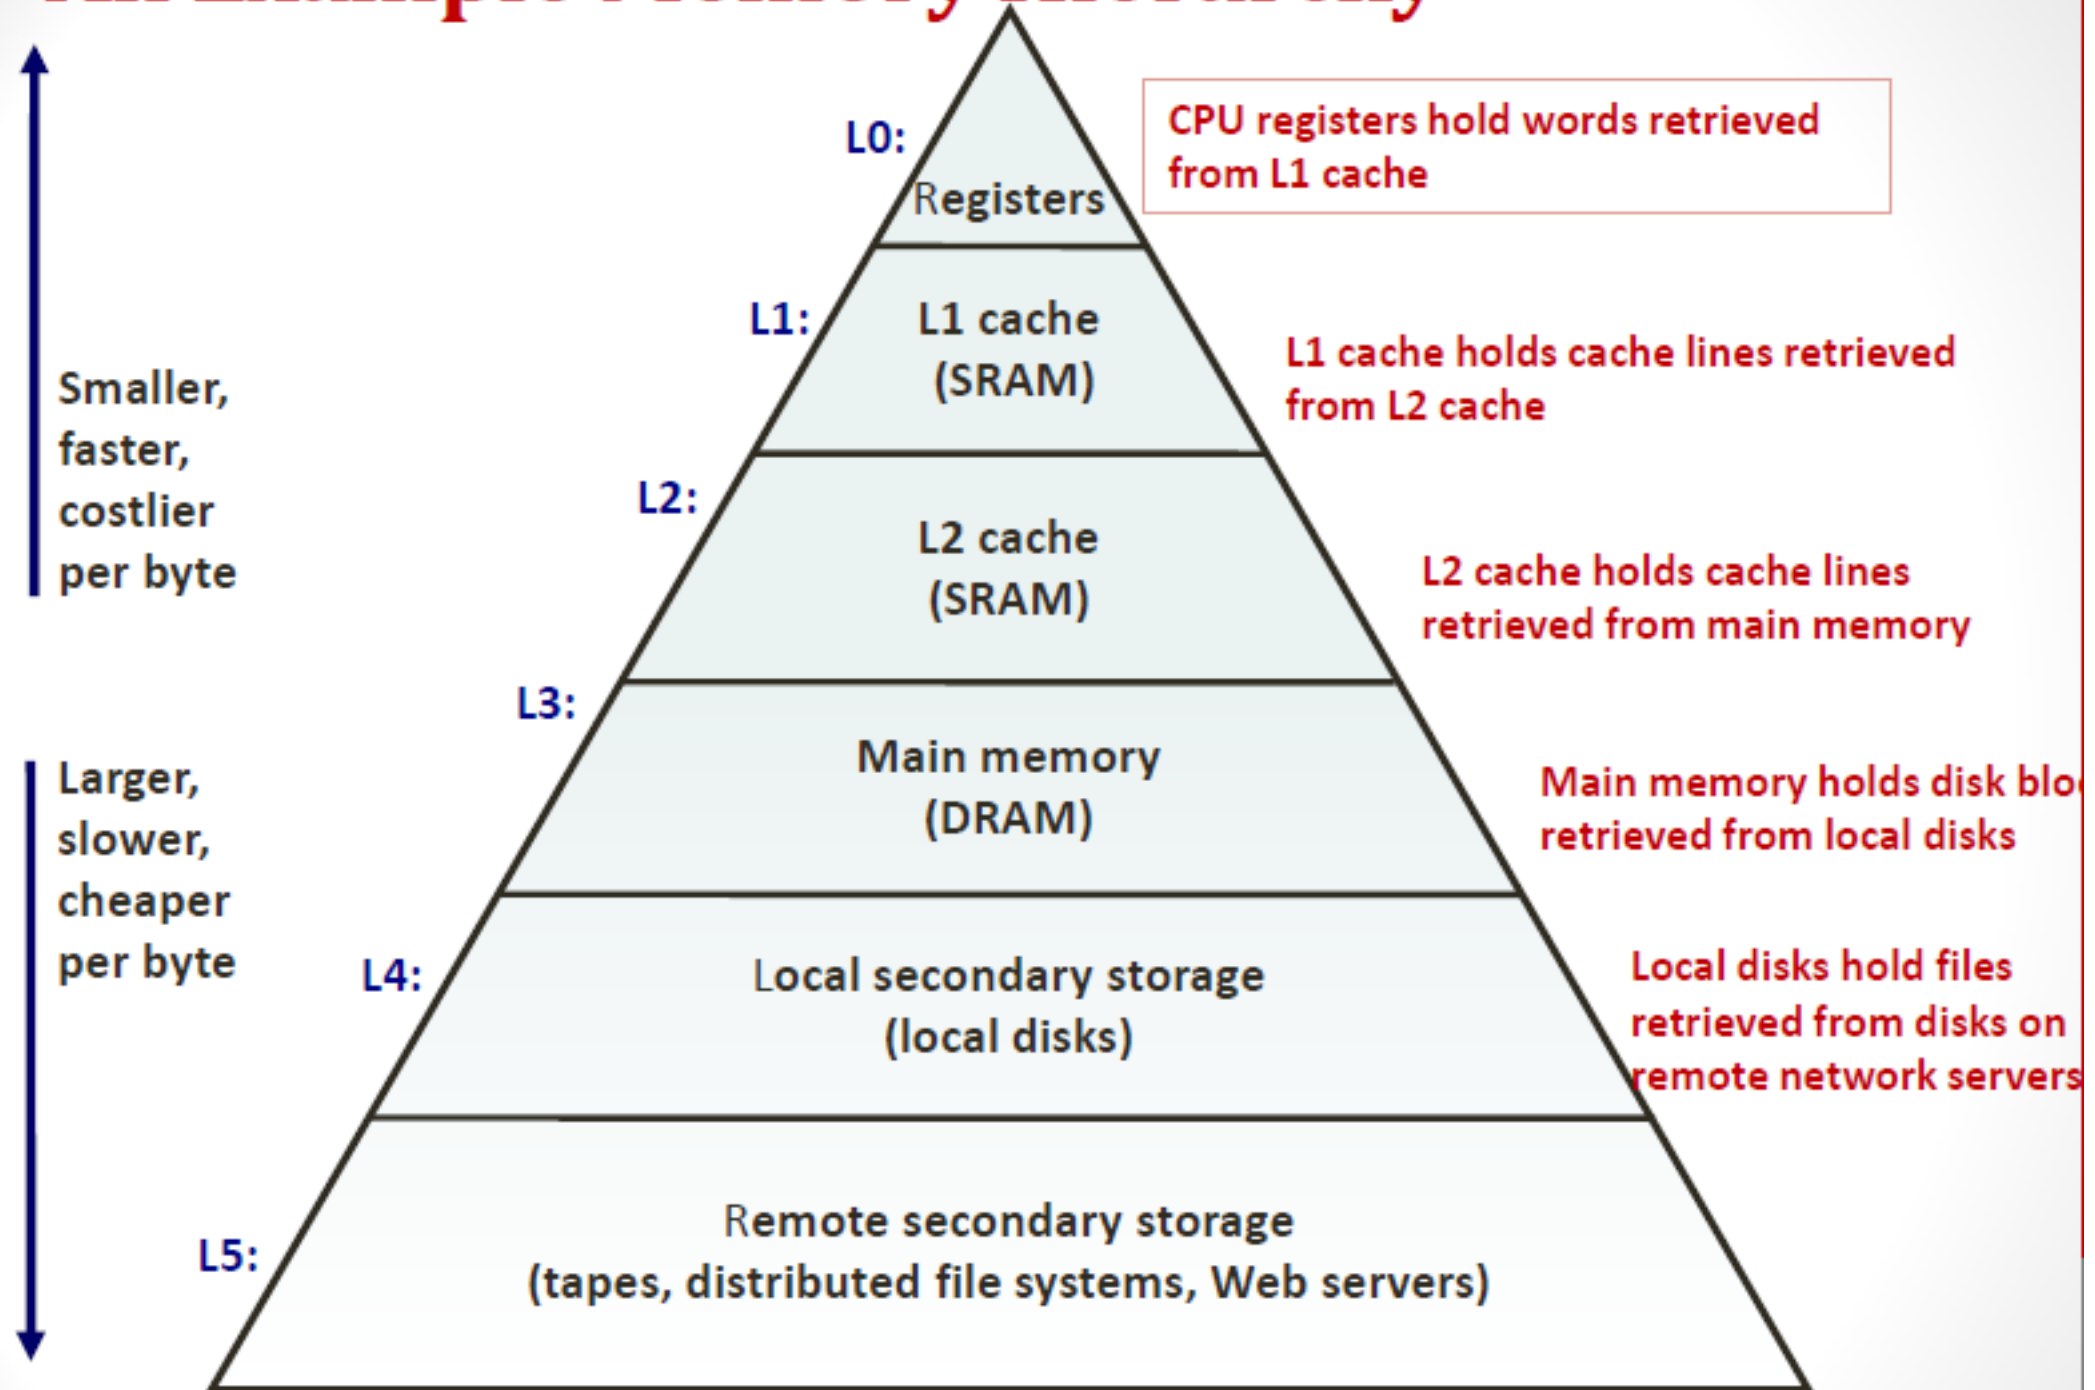 An Example Memory Hierarchy
L0:
Registers
CPU registers hold words retrieved
from L1 cache
L1:
L1 cache
(SRAM)
L1 cache holds cache lines retrieved
from L2 cache
Smaller,
faster,
costlier
per byte
L2:
L2 cache
(SRAM)
L2 cache holds cache lines
retrieved from main memory
L3:
Main memory
(DRAM)
Main memory holds disk
retrieved from local disks
Larger,
slower,
cheaper
per byte
L4:
Local secondary storage
(local disks)
Local disks hold files
retrieved from disks on
remote network servers
L5:
Remote secondary storage
(tapes, distributed file systems, Web servers)